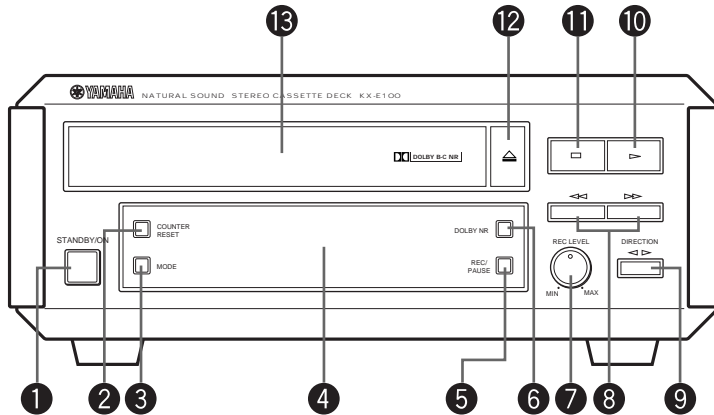 13 12 11 10
YAMAHA NATURAL SOUND STEREO CASSETTE DECK KX-E100
DOLBY B-C NR
STANDBY/ON
COUNTER
RESET
DOLBY NR
MODE
REC/
PAUSE
REC LEVEL
MIN MAX
DIRECTION
1 2 3 4 5 6 7 8 9